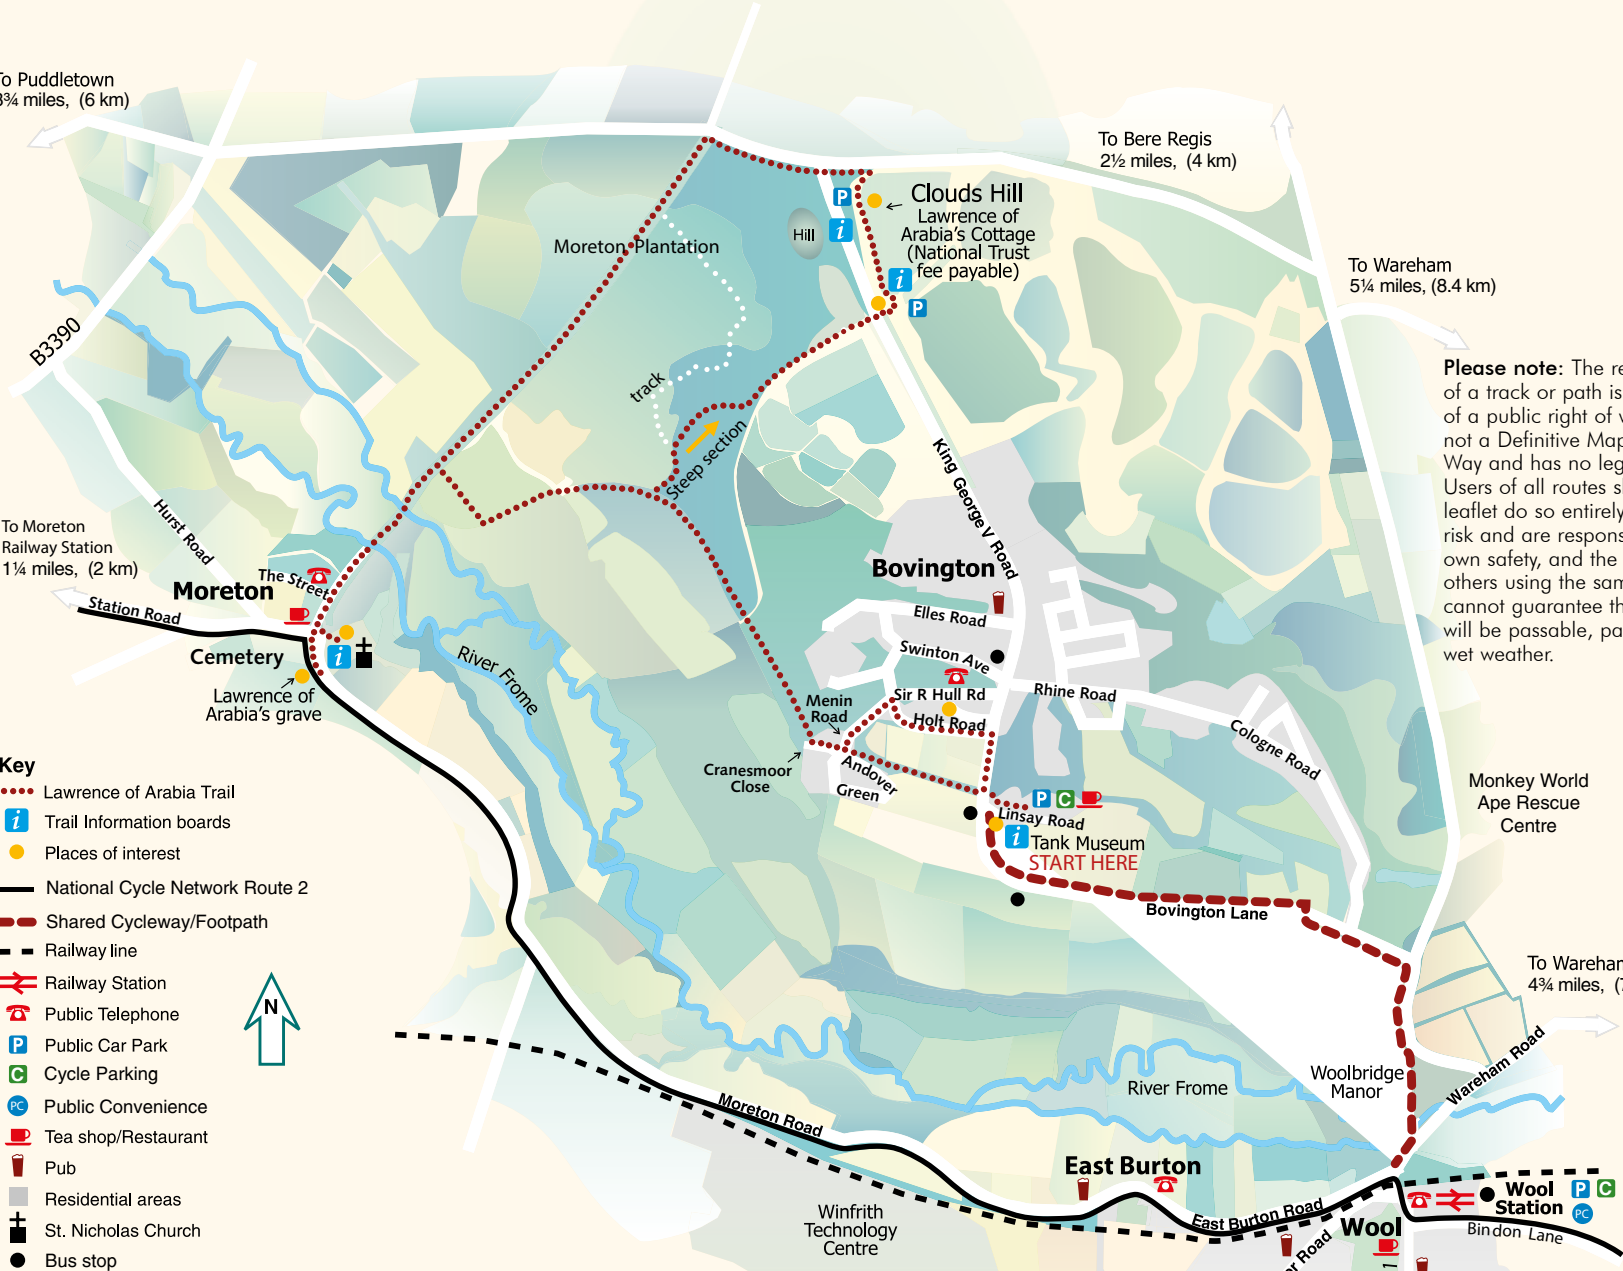 To Puddletown
3¾ miles, (6 km)
To Bere Regis
2½ miles, (4 km)
Clouds Hill
Lawrence of
Arabia's Cottage
(National Trust
fee payable)
P
i
Hill
i
P
Moreton Plantation
To Wareham
5¼ miles, (8.4 km)
B3390
track
Steep section
King George V Road
Please note: The re
of a track or path is
of a public right of
not a Definitive Map
Way and has no leg
Users of all routes
leaflet do so entirely
risk and are respons
own safety, and the
others using the sam
cannot guarantee th
will be passable, pa
wet weather.
Hurst Road
To Moreton
Railway Station
1¼ miles, (2 km)
The Street
Moreton
Station Road
Cemetery
i
Lawrence of
Arabia's grave
River Frome
Bovington
Elles Road
Swinton Ave
Sir R Hull Rd
Menin
Road
Holt Road
Rhine Road
Cologne Road
Cranesmoor
Close
Andover
Green
P
C
Linsay Road
i
Tank Museum
START HERE
Bovington Lane
Monkey World
Ape Rescue
Centre
To Wareham
4¾ miles, (7
Wareham Road
Woolbridge
Manor
River Frome
Moreton Road
East Burton
East Burton Road
Winfrith
Technology
Centre
Wool
Wool
Station
P
C
PC
Bindon Lane
Road
Key
Lawrence of Arabia Trail
i
Trail Information boards
Places of interest
National Cycle Network Route 2
Shared Cycleway/Footpath
Railway line
Railway Station
Public Telephone
P
Public Car Park
C
Cycle Parking
PC
Public Convenience
Tea shop/Restaurant
Pub
Residential areas
St. Nicholas Church
Bus stop
N